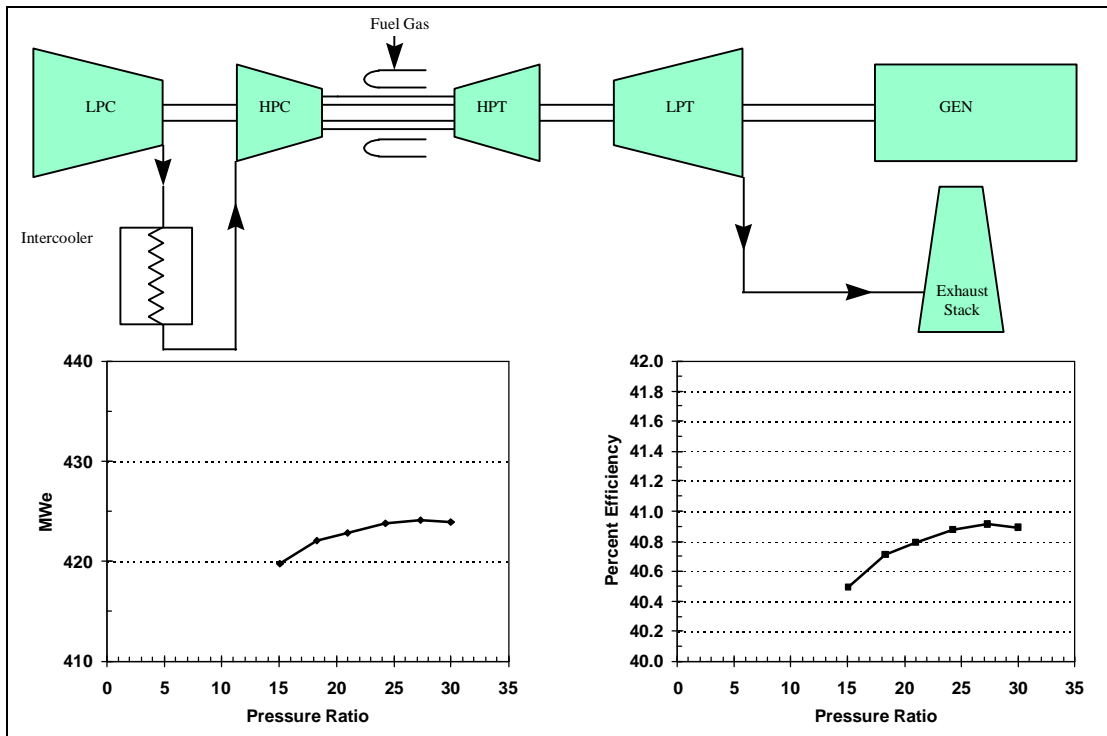 Fuel Gas
LPC
HPC
HPT
LPT
GEN
Intercooler
Exhaust
Stack
440
430
420
410
MWe
0 5 10 15 20 25 30 35
Pressure Ratio
42.0
41.8
41.6
41.4
41.2
41.0
40.8
40.6
40.4
40.2
40.0
Percent Efficiency
0 5 10 15 20 25 30 35
Pressure Ratio